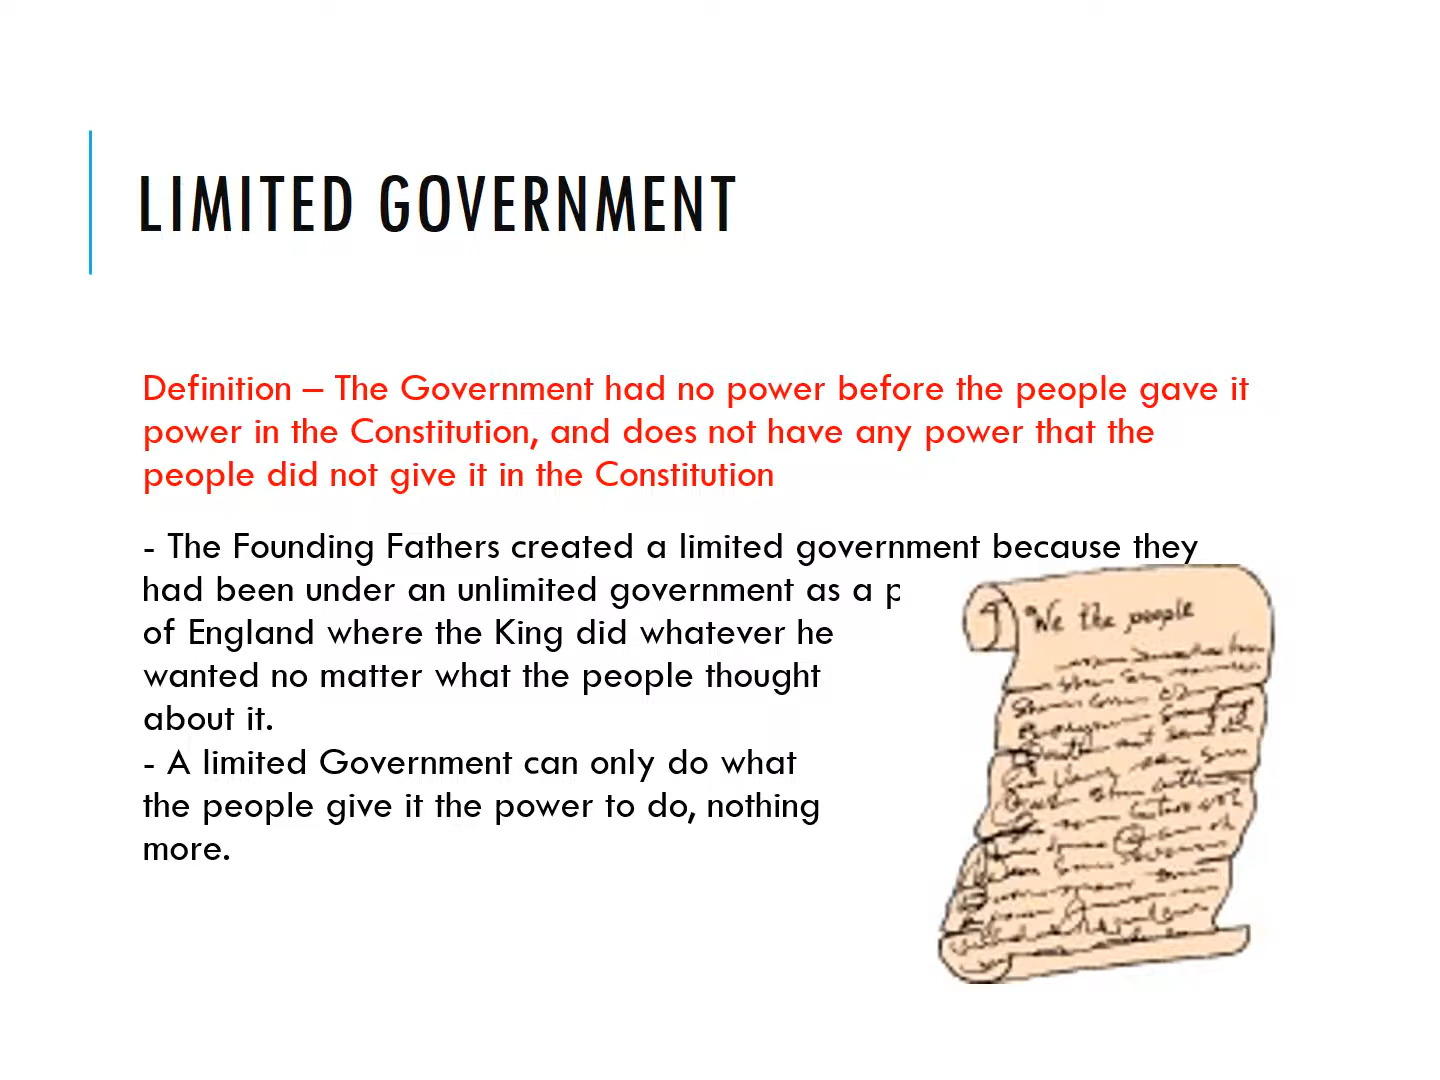 LIMITED GOVERNMENT
Definition – The Government had no power before the people gave it
power in the Constitution, and does not have any power that the
people did not give it in the Constitution
- The Founding Fathers created a limited government because they
had been under an unlimited government as a p
of England where the King did whatever he
wanted no matter what the people thought
about it.
- A limited Government can only do what
the people give it the power to do, nothing
more.
We the people